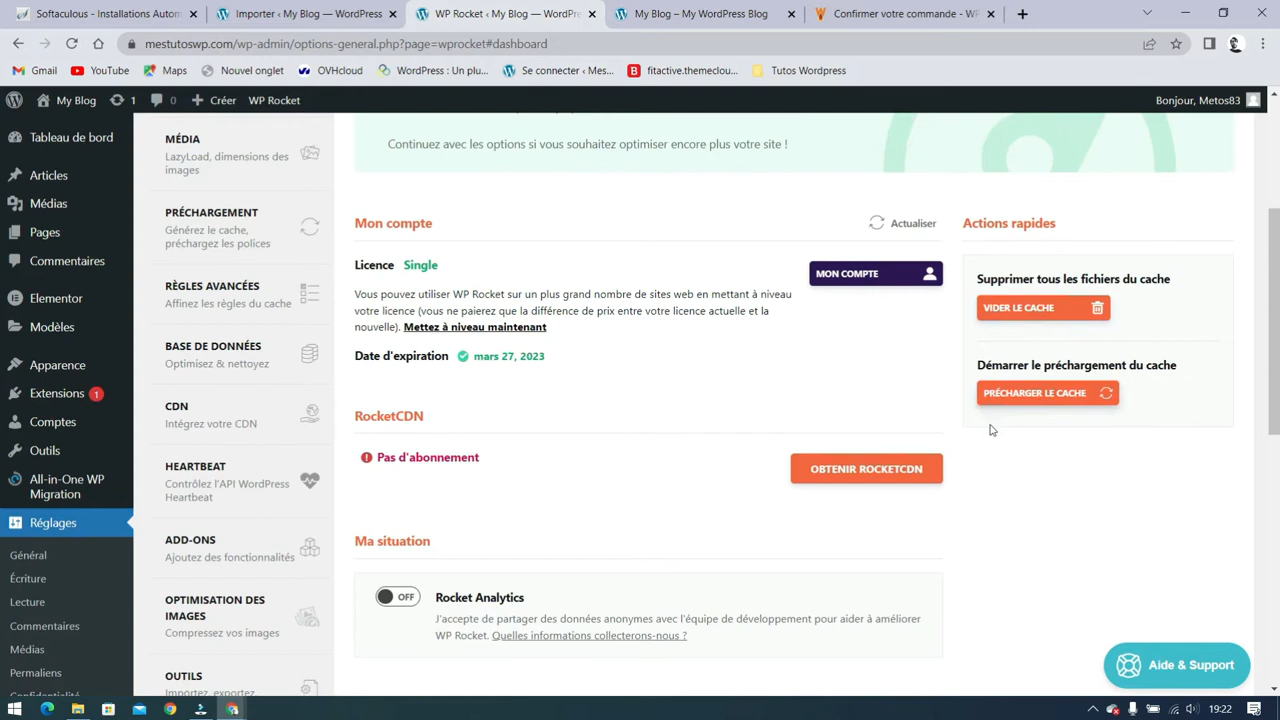 Softaculous - Installations Autom
Importer ‹ My Blog — WordPress
WP Rocket ‹ My Blog — WordPre
My Blog – My WordPress Blog
Confirmer votre commande - WP
mestutoswp.com/wp-admin/options-general.php?page=wprocket#dashboard
Gmail
YouTube
Maps
Nouvel onglet
OVHcloud
WordPress : Un plu...
Se connecter ‹ Mes...
fitactive.themeclou...
Tutos Wordpress
My Blog
1
0
Créer
WP Rocket
Bonjour, Metos83
Tableau de bord
Articles
Médias
Pages
Commentaires
Elementor
Modèles
Apparence
Extensions 1
Comptes
Outils
All-in-One WP
Migration
Réglages
Général
Écriture
Lecture
Commentaires
Médias
Permaliens
Confidentialité
MÉDIA
LazyLoad, dimensions des
images
PRÉCHARGEMENT
Générez le cache,
préchargez les polices
RÈGLES AVANCÉES
Affinez les règles du cache
BASE DE DONNÉES
Optimisez & nettoyez
CDN
Intégrez votre CDN
HEARTBEAT
Contrôlez l'API WordPress
Heartbeat
ADD-ONS
Ajoutez des fonctionnalités
OPTIMISATION DES
IMAGES
Compressez vos images
OUTILS
Importez, exportez,
Continuez avec les options si vous souhaitez optimiser encore plus votre site !
Mon compte
Actualiser
Licence Single
MON COMPTE
Vous pouvez utiliser WP Rocket sur un plus grand nombre de sites web en mettant à niveau
votre licence (vous ne paierez que la différence de prix entre votre licence actuelle et la
nouvelle). Mettez à niveau maintenant
Date d'expiration mars 27, 2023
RocketCDN
Pas d'abonnement
OBTENIR ROCKETCDN
Ma situation
OFF
Rocket Analytics
J'accepte de partager des données anonymes avec l'équipe de développement pour aider à améliorer
WP Rocket. Quelles informations collecterons-nous ?
Actions rapides
Supprimer tous les fichiers du cache
VIDER LE CACHE
Démarrer le préchargement du cache
PRÉCHARGER LE CACHE
Aide & Support
19:22